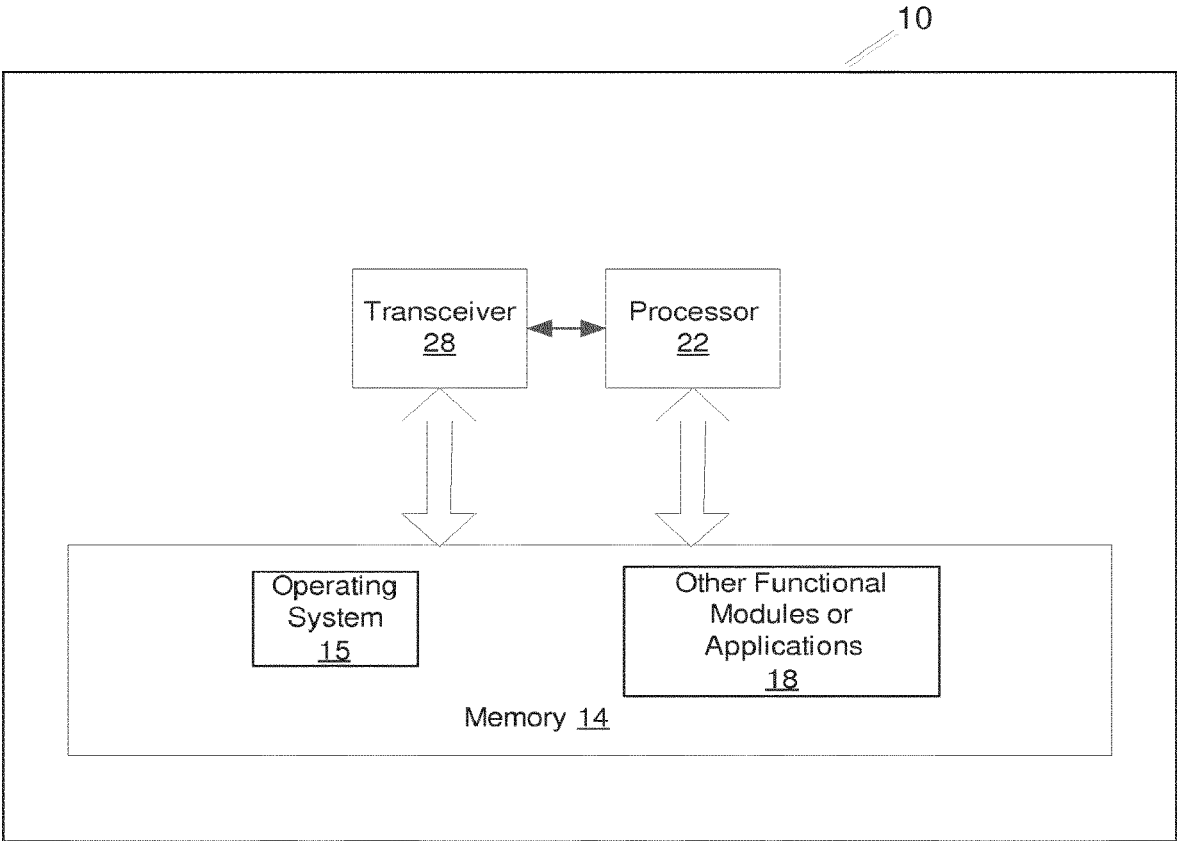 10
Transceiver
28
Processor
22
Operating
System
15
Other Functional
Modules or
Applications
18
Memory 14